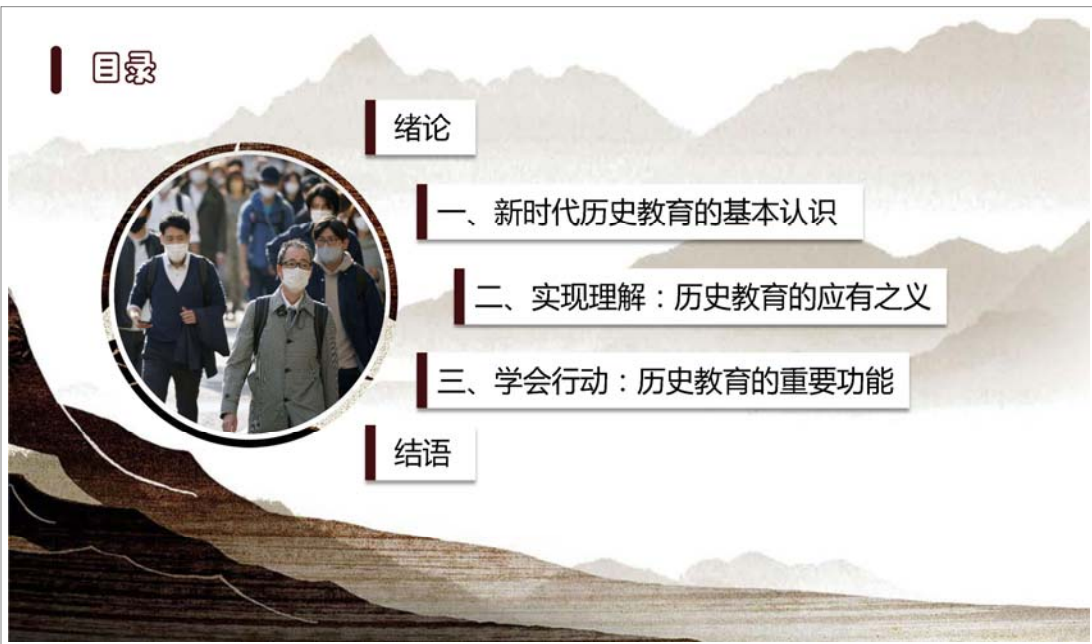 目录
绪论
一、新时代历史教育的基本认识
二、实现理解：历史教育的应有之义
三、学会行动：历史教育的重要功能
结语